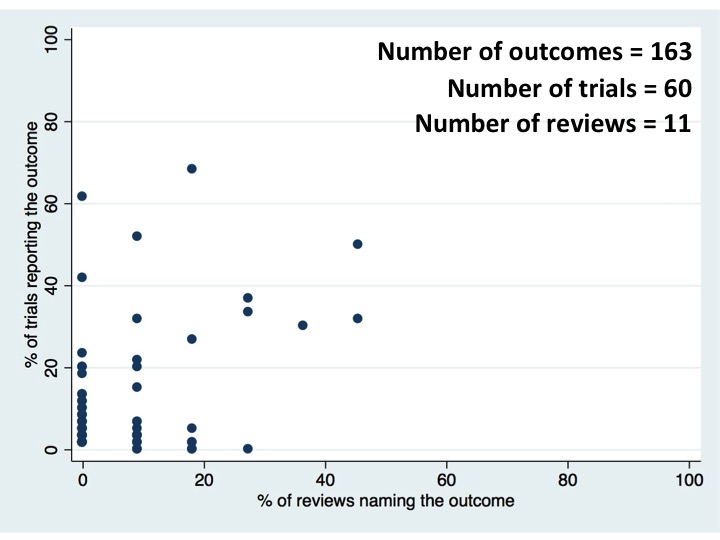 Number of outcomes = 163
Number of trials = 60
Number of reviews = 11
% of trials reporting the outcome
100
80
60
40
20
0
0 20 40 60 80 100
% of reviews naming the outcome